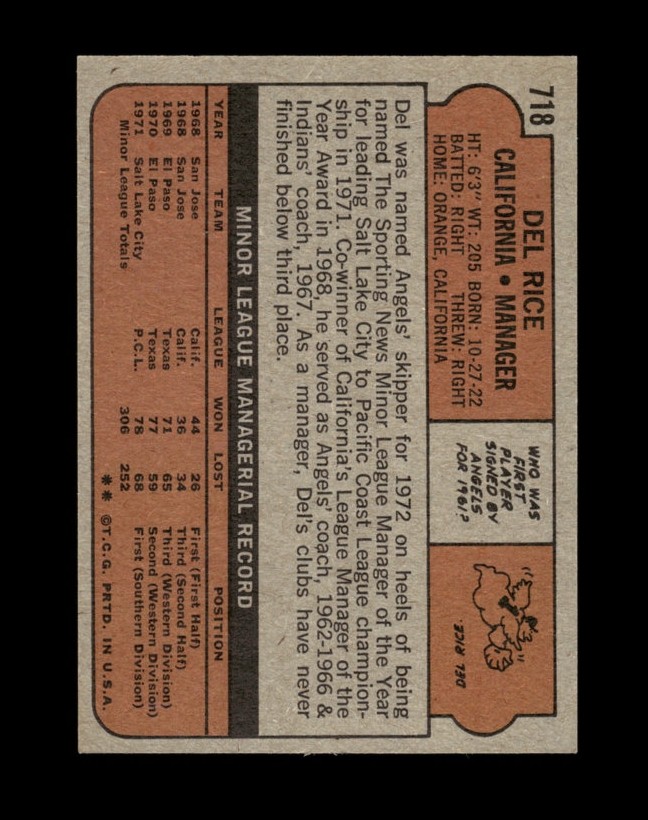 718
DEL RICE
CALIFORNIA • MANAGER
HT: 6'3" WT: 205 BORN: 10-27-22
BATTED: RIGHT THREW: RIGHT
HOME: ORANGE, CALIFORNIA
WHO WAS
FIRST
PLAYER
SIGNED BY
ANGELS
FOR 1961?
DEL RICE.
Del was named Angels' skipper for 1972 on heels of being
named The Sporting News Minor League Manager of the Year
for leading Salt Lake City to Pacific Coast League champion-
ship in 1971. Co-winner of California's League Manager of the
Year Award in 1968, he served as Angels' coach, 1962-1966 &
Indians' coach, 1967. As a manager, Del's clubs have never
finished below third place.
MINOR LEAGUE MANAGERIAL RECORD
YEAR TEAM LEAGUE WON LOST POSITION
1968 San Jose Calif. 44 26 First (First Half)
1968 San Jose Calif. 36 34 Third (Second Half)
1969 El Paso Texas 71 65 Third (Western Division)
1970 El Paso Texas 77 59 Second (Western Division)
1971 Salt Lake City P.C.L. 78 68 First (Southern Division)
Minor League Totals 306 252
** ©T.C.G. PRTD. IN U.S.A.